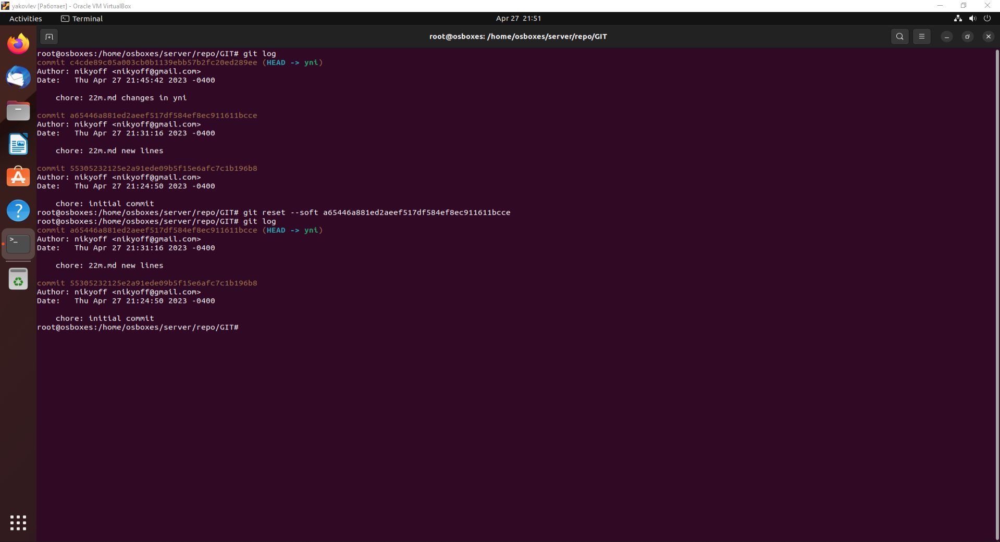 yakovlev [Работает] - Oracle VM VirtualBox
Activities
Terminal
Apr 27 21:51
root@osboxes: /home/osboxes/server/repo/GIT
root@osboxes:/home/osboxes/server/repo/GIT# git log
commit c4cde89c05a003cb0b1139ebb57b2fc20ed289ee (HEAD -> yni)
Author: nikyoff <nikyoff@gmail.com>
Date:   Thu Apr 27 21:45:42 2023 -0400
chore: 22m.md changes in yni
commit a65446a881ed2aeef517df584ef8ec911611bcce
Author: nikyoff <nikyoff@gmail.com>
Date:   Thu Apr 27 21:31:16 2023 -0400
chore: 22m.md new lines
commit 55305232125e2a91ede09b5f15e6afc7c1b196b8
Author: nikyoff <nikyoff@gmail.com>
Date:   Thu Apr 27 21:24:50 2023 -0400
chore: initial commit
root@osboxes:/home/osboxes/server/repo/GIT# git reset --soft a65446a881ed2aeef517df584ef8ec911611bcce
root@osboxes:/home/osboxes/server/repo/GIT# git log
commit a65446a881ed2aeef517df584ef8ec911611bcce (HEAD -> yni)
Author: nikyoff <nikyoff@gmail.com>
Date:   Thu Apr 27 21:31:16 2023 -0400
chore: 22m.md new lines
commit 55305232125e2a91ede09b5f15e6afc7c1b196b8
Author: nikyoff <nikyoff@gmail.com>
Date:   Thu Apr 27 21:24:50 2023 -0400
chore: initial commit
root@osboxes:/home/osboxes/server/repo/GIT#